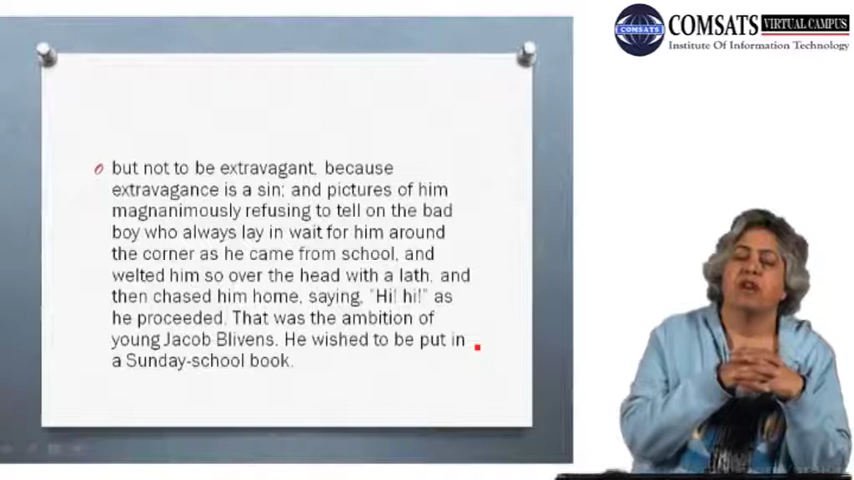 COMSATS VIRTUAL CAMPUS
COMSATS
Institute Of Information Technology
but not to be extravagant, because
extravagance is a sin; and pictures of him
magnanimously refusing to tell on the bad
boy who always lay in wait for him around
the corner as he came from school, and
welted him so over the head with a lath, and
then chased him home, saying, "Hi! hi!" as
he proceeded. That was the ambition of
young Jacob Blivens. He wished to be put in
a Sunday-school book.